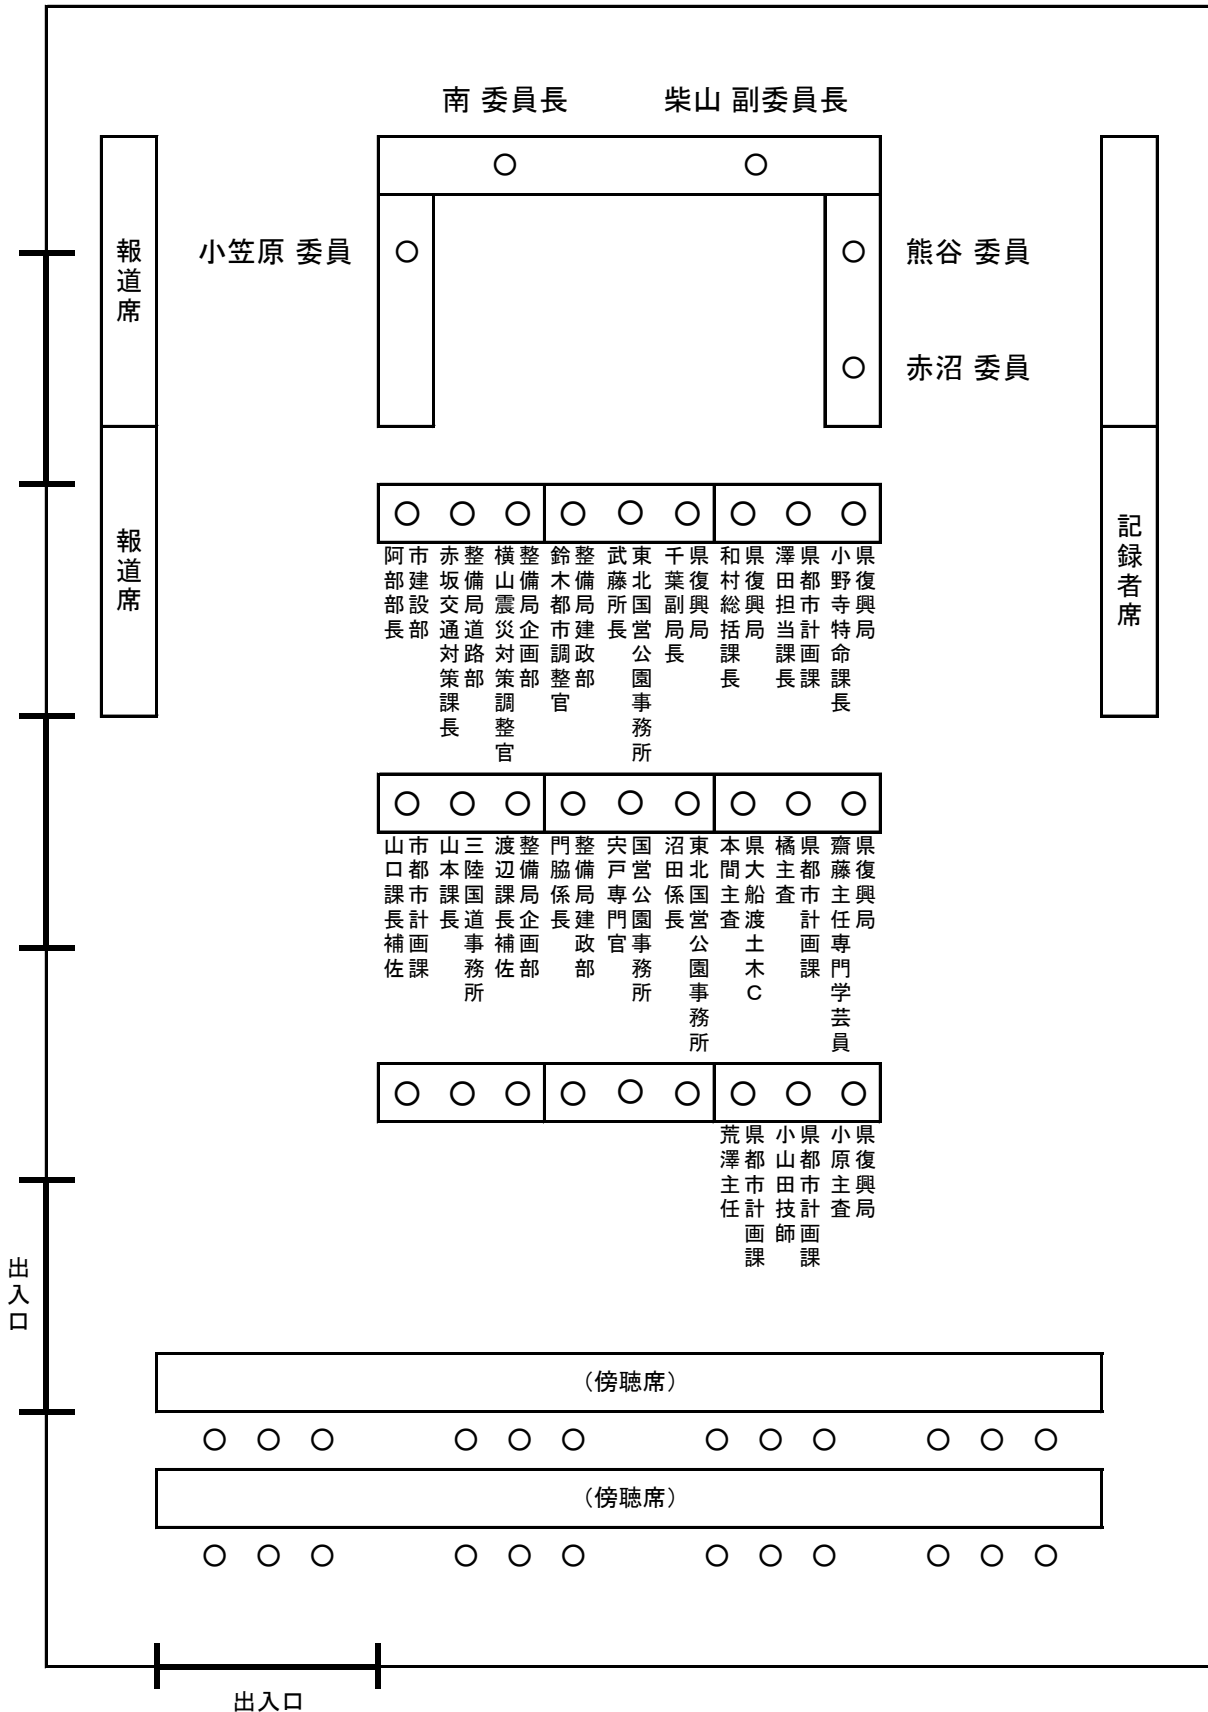 南 委員長
柴山 副委員長
報道席
小笠原 委員
熊谷 委員
赤沼 委員
報道席
記録者席
市建設部
阿部部長
整備局道路部
赤坂交通対策課長
整備局企画部
横山震災対策調整官
整備局建政部
鈴木都市調整官
東北国営公園事務所
武藤所長
県復興局
千葉副局長
県復興局
和村総括課長
県都市計画課
澤田担当課長
県復興局
小野寺特命課長
市都市計画課
山口課長補佐
三陸国道事務所
山本課長
整備局企画部
渡辺課長補佐
整備局建政部
門脇係長
国営公園事務所
宍戸専門官
東北国営公園事務所
沼田係長
県大船渡土木C
本間主査
県都市計画課
橘主査
県復興局
齋藤主任専門学芸員
県都市計画課
荒澤主任
県都市計画課
小山田技師
県復興局
小原主査
出入口
（傍聴席）
（傍聴席）
出入口